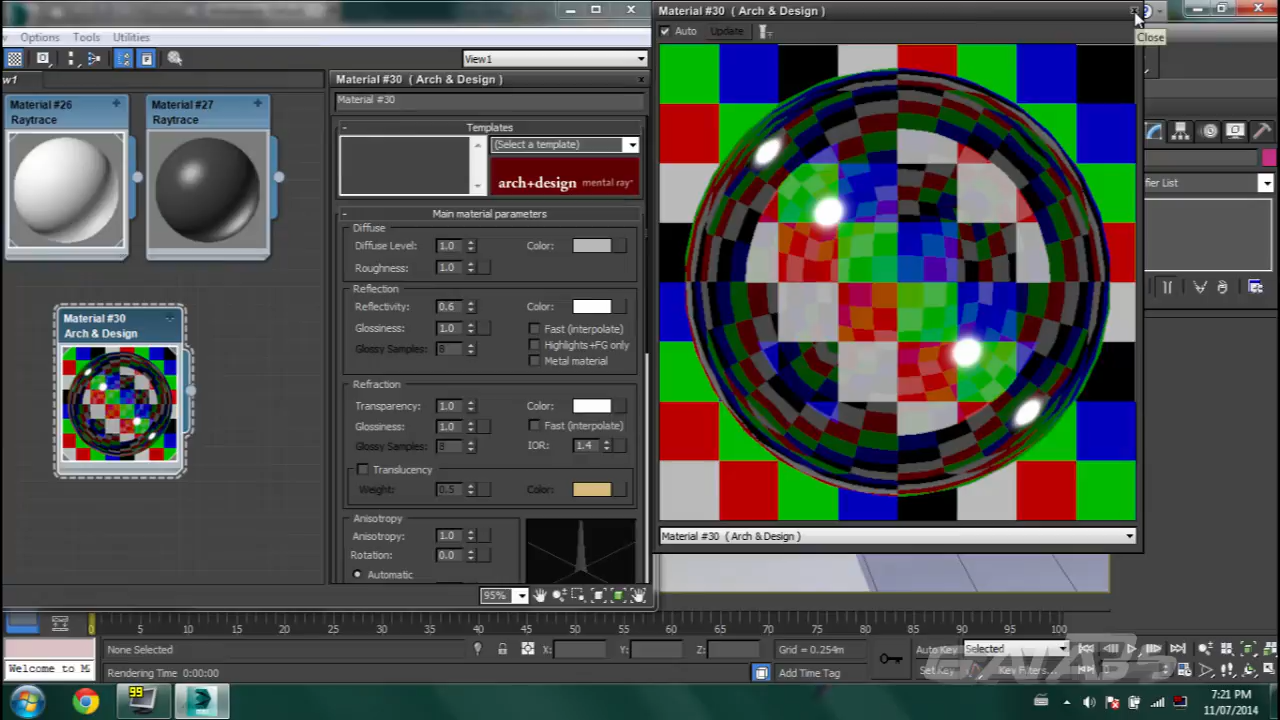 Material #30 ( Arch & Design )
Auto
Update
Close
Options Tools Utilities
View1
w1
Material #26
Raytrace
Material #27
Raytrace
Material #30
Arch & Design
Material #30 ( Arch & Design )
Material #30
Templates
(Select a template)
arch+design mental ray
Main material parameters
Diffuse
Diffuse Level: 1.0 Color:
Roughness: 1.0
Reflection
Reflectivity: 0.6 Color:
Glossiness: 1.0 Fast (interpolate)
Highlights+FG only
Glossy Samples: 8
Metal material
Refraction
Transparency: 1.0 Color:
Glossiness: 1.0 Fast (interpolate)
Glossy Samples: 8 IOR: 1.4
Translucency
Weight: 0.5 Color:
Anisotropy
Anisotropy: 1.0
Rotation: 0.0
Automatic
95%
Material #30 ( Arch & Design )
ifier List
0 5 10 15 20 25 30 35 40 45 50 55 60 65 70 75 80 85 90 95 100
None Selected X: Y: Z: Grid = 0.254m Auto Key Selected
Welcome to M Rendering Time 0:00:00 Add Time Tag Set Key Key Filters...
GATA35
99
7:21 PM
11/07/2014